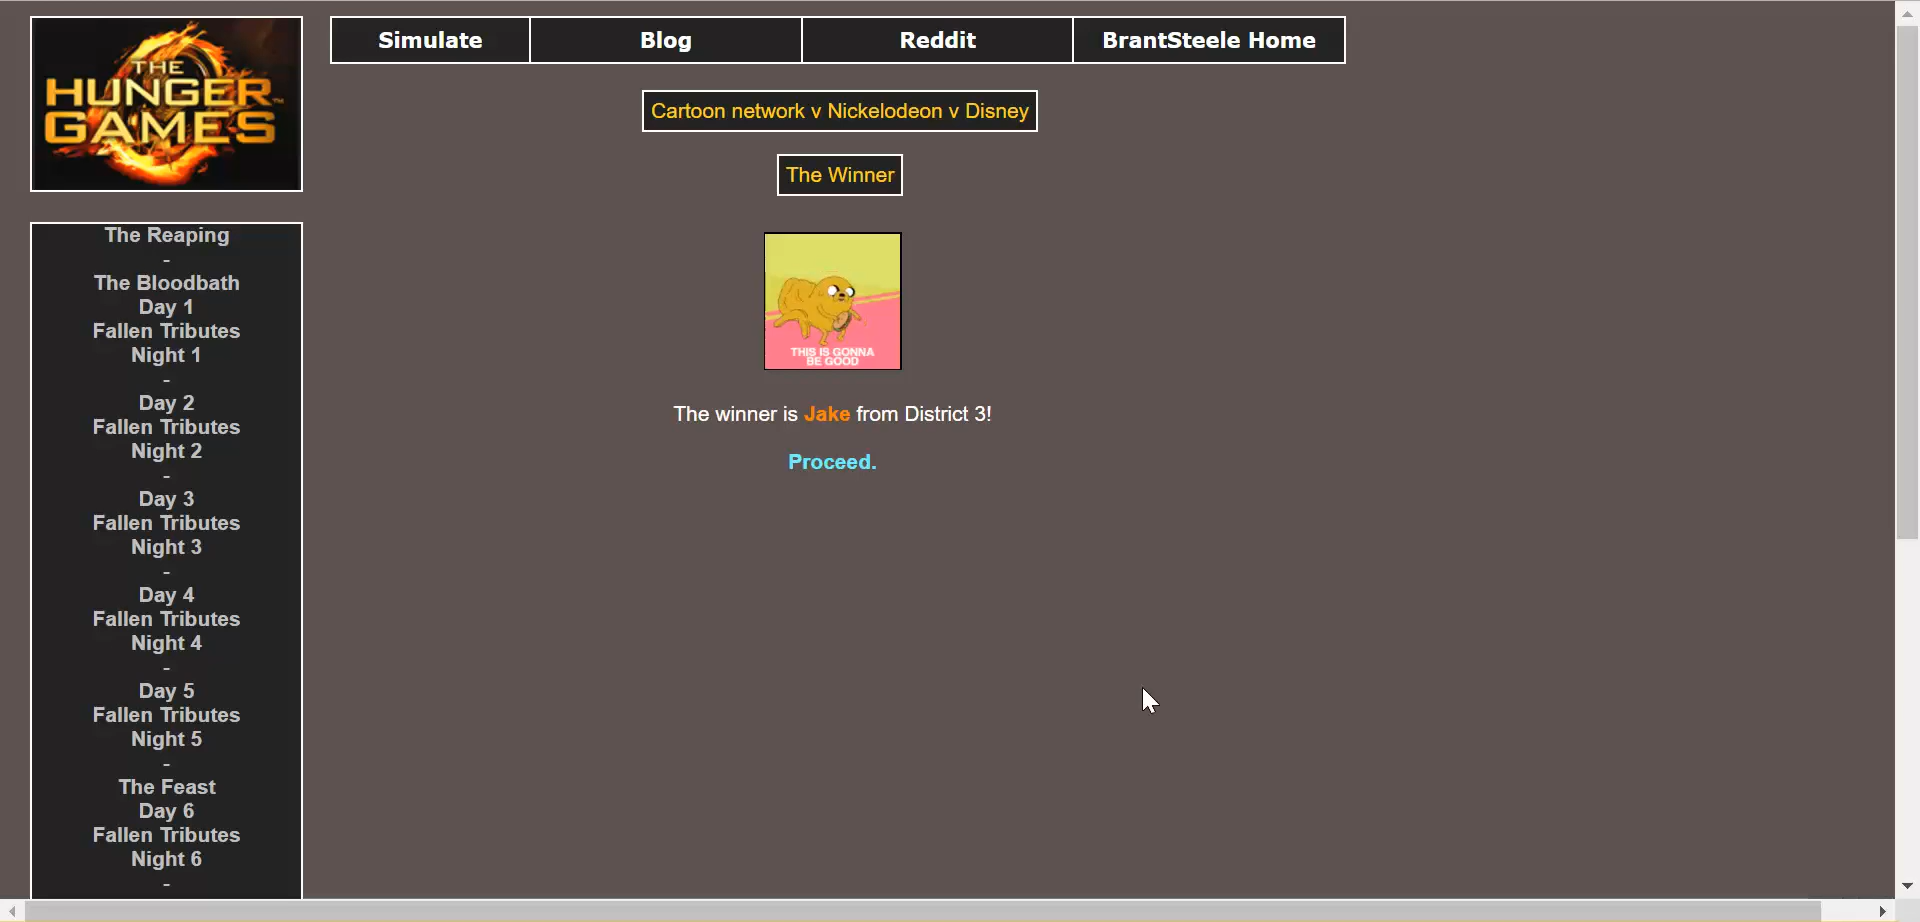 THE
HUNGER
GAMES
Simulate
Blog
Reddit
BrantSteele Home
Cartoon network v Nickelodeon v Disney
The Winner
THIS IS GONNA
BE GOOD
The winner is Jake from District 3!
Proceed.
The Reaping
-
The Bloodbath
Day 1
Fallen Tributes
Night 1
-
Day 2
Fallen Tributes
Night 2
-
Day 3
Fallen Tributes
Night 3
-
Day 4
Fallen Tributes
Night 4
-
Day 5
Fallen Tributes
Night 5
-
The Feast
Day 6
Fallen Tributes
Night 6
-